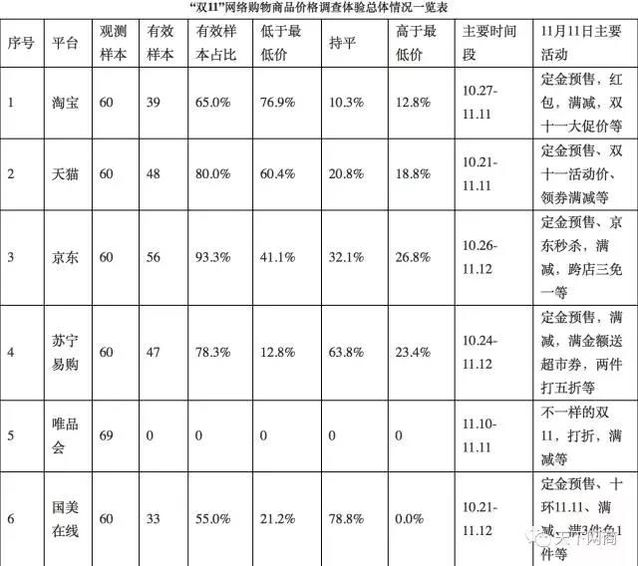 “双11”网络购物商品价格调查体验总体情况一览表
序号 平台 观测样本 有效样本 有效样本占比 低于最低价 持平 高于最低价 主要时间段 11月11日主要活动
1 淘宝 60 39 65.0% 76.9% 10.3% 12.8% 10.27-11.11 定金预售，红包，满减，双十一大促价等
2 天猫 60 48 80.0% 60.4% 20.8% 18.8% 10.21-11.11 定金预售、双十一活动价、领券满减等
3 京东 60 56 93.3% 41.1% 32.1% 26.8% 10.26-11.12 定金预售、京东秒杀，满减，跨店三免一等
4 苏宁易购 60 47 78.3% 12.8% 63.8% 23.4% 10.24-11.12 定金预售，满减，满金额送超市券，两件打五折等
5 唯品会 69 0 0 0 0 0 11.10-11.11 不一样的双11，打折，满减等
6 国美在线 60 33 55.0% 21.2% 78.8% 0.0% 10.21-11.12 定金预售、十环11.11、满减、满3件免1件等
天下网商